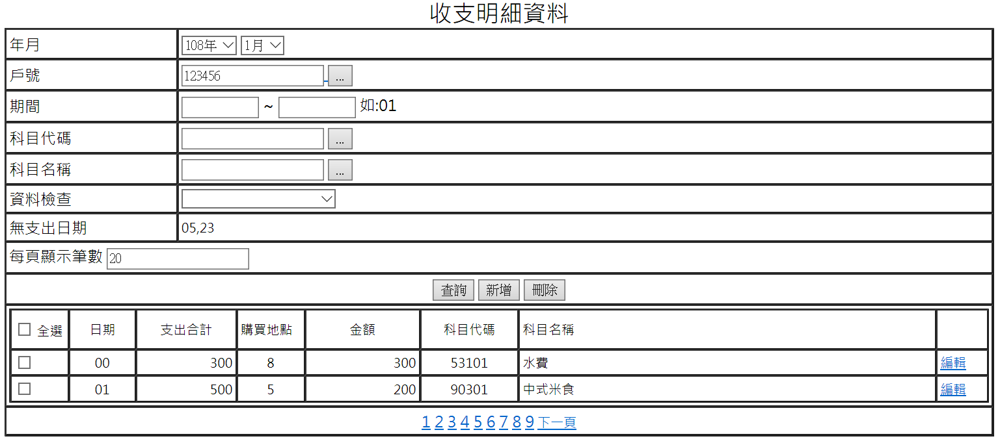 收支明細資料
年月 108年 1月
戶號 123456 ...
期間 ~ 如:01
科目代碼 ...
科目名稱 ...
資料檢查
無支出日期 05,23
每頁顯示筆數 20
查詢 新增 刪除
全選 日期 支出合計 購買地點 金額 科目代碼 科目名稱
00 300 8 300 53101 水費 編輯
01 500 5 200 90301 中式米食 編輯
1 2 3 4 5 6 7 8 9 下一頁